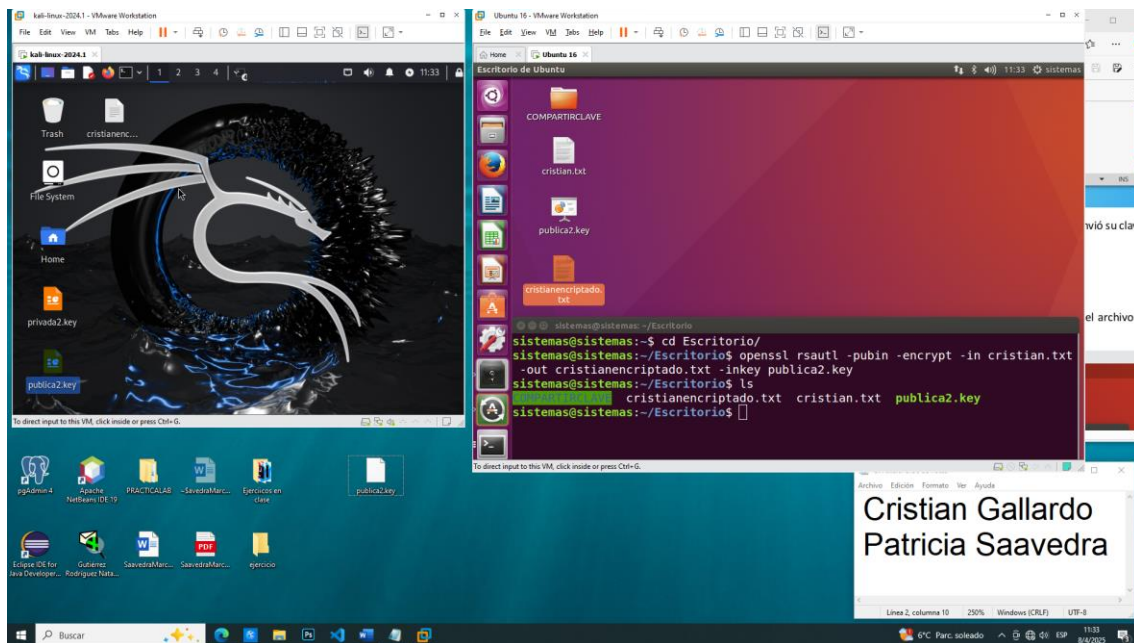 kali-linux-2024.1 - VMware Workstation
File Edit View VM Tabs Help
kali-linux-2024.1
1 2 3 4
11:33
Trash
cristianenc...
File System
Home
privada2.key
publica2.key
To direct input to this VM, click inside or press Ctrl+G.
Ubuntu 16 - VMware Workstation
File Edit View VM Tabs Help
Home
Ubuntu 16
Escritorio de Ubuntu
11:33 sistemas
COMPARTIRCLAVE
cristian.txt
publica2.key
cristianencriptado.
txt
sistemas@sistemas: ~/Escritorio
sistemas@sistemas:~$ cd Escritorio/
sistemas@sistemas:~/Escritorio$ openssl rsautl -pubin -encrypt -in cristian.txt
-out cristianencriptado.txt -inkey publica2.key
sistemas@sistemas:~/Escritorio$ ls
COMPARTIRCLAVE cristianencriptado.txt cristian.txt publica2.key
sistemas@sistemas:~/Escritorio$
To direct input to this VM, click inside or press Ctrl+G.
INS
nvió su clav
el archivo
pgAdmin 4
Apache
NetBeans IDE 19
PRACTICALAB
~SavedraMarc...
Ejercicos en
clase
publica2.key
Eclipse IDE for
Java Developer...
Gutierrez
Rodriguez Nata...
SaavedraMarc...
SaavedraMarc...
ejercicio
Archivo Edición Formato Ver Ayuda
Cristian Gallardo
Patricia Saavedra
Línea 2, columna 10 250% Windows (CRLF) UTF-8
Buscar
6°C Parc. soleado
ESP
11:33
8/4/2025